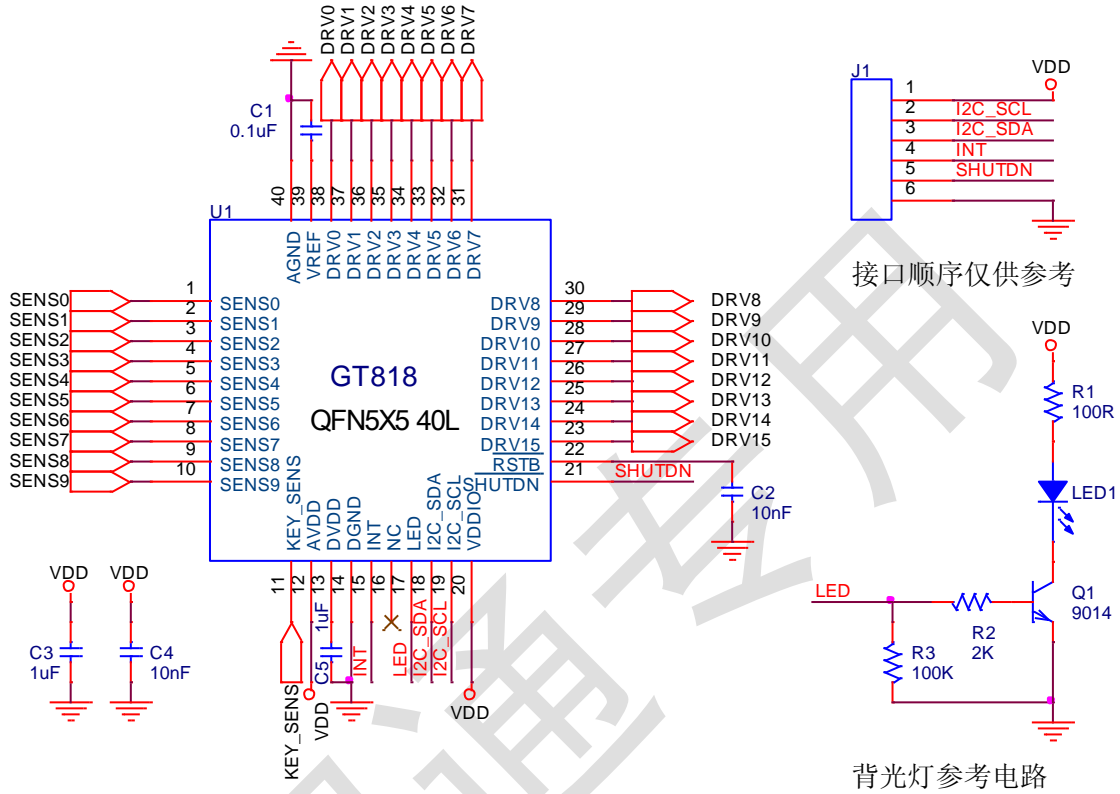 DRV0
DRV1
DRV2
DRV3
DRV4
DRV5
DRV6
DRV7
C1
0.1uF
40
39
38
37
36
35
34
33
32
31
U1
AGND
VREF
DRV0
DRV1
DRV2
DRV3
DRV4
DRV5
DRV6
DRV7
SENS0
SENS1
SENS2
SENS3
SENS4
SENS5
SENS6
SENS7
SENS8
SENS9
1
2
3
4
5
6
7
8
9
10
SENS0
SENS1
SENS2
SENS3
SENS4
SENS5
SENS6
SENS7
SENS8
SENS9
GT818
QFN5X5 40L
DRV8
DRV9
DRV10
DRV11
DRV12
DRV13
DRV14
DRV15
RSTB
SHUTDN
30
29
28
27
26
25
24
23
22
21
DRV8
DRV9
DRV10
DRV11
DRV12
DRV13
DRV14
DRV15
SHUTDN
C2
10nF
KEY_SENS
AVDD
DVDD
DGND
INT
NC
LED
I2C_SDA
I2C_SCL
VDDIO
11
12
13
14
15
16
17
18
19
20
KEY_SENS
VDD
C5
1uF
INT
LED
I2C_SDA
I2C_SCL
VDD
VDD
C3
1uF
VDD
C4
10nF
J1
1
2
3
4
5
6
VDD
I2C_SCL
I2C_SDA
INT
SHUTDN
接口顺序仅供参考
VDD
R1
100R
LED1
LED
R2
2K
Q1
9014
R3
100K
背光灯参考电路
通专用